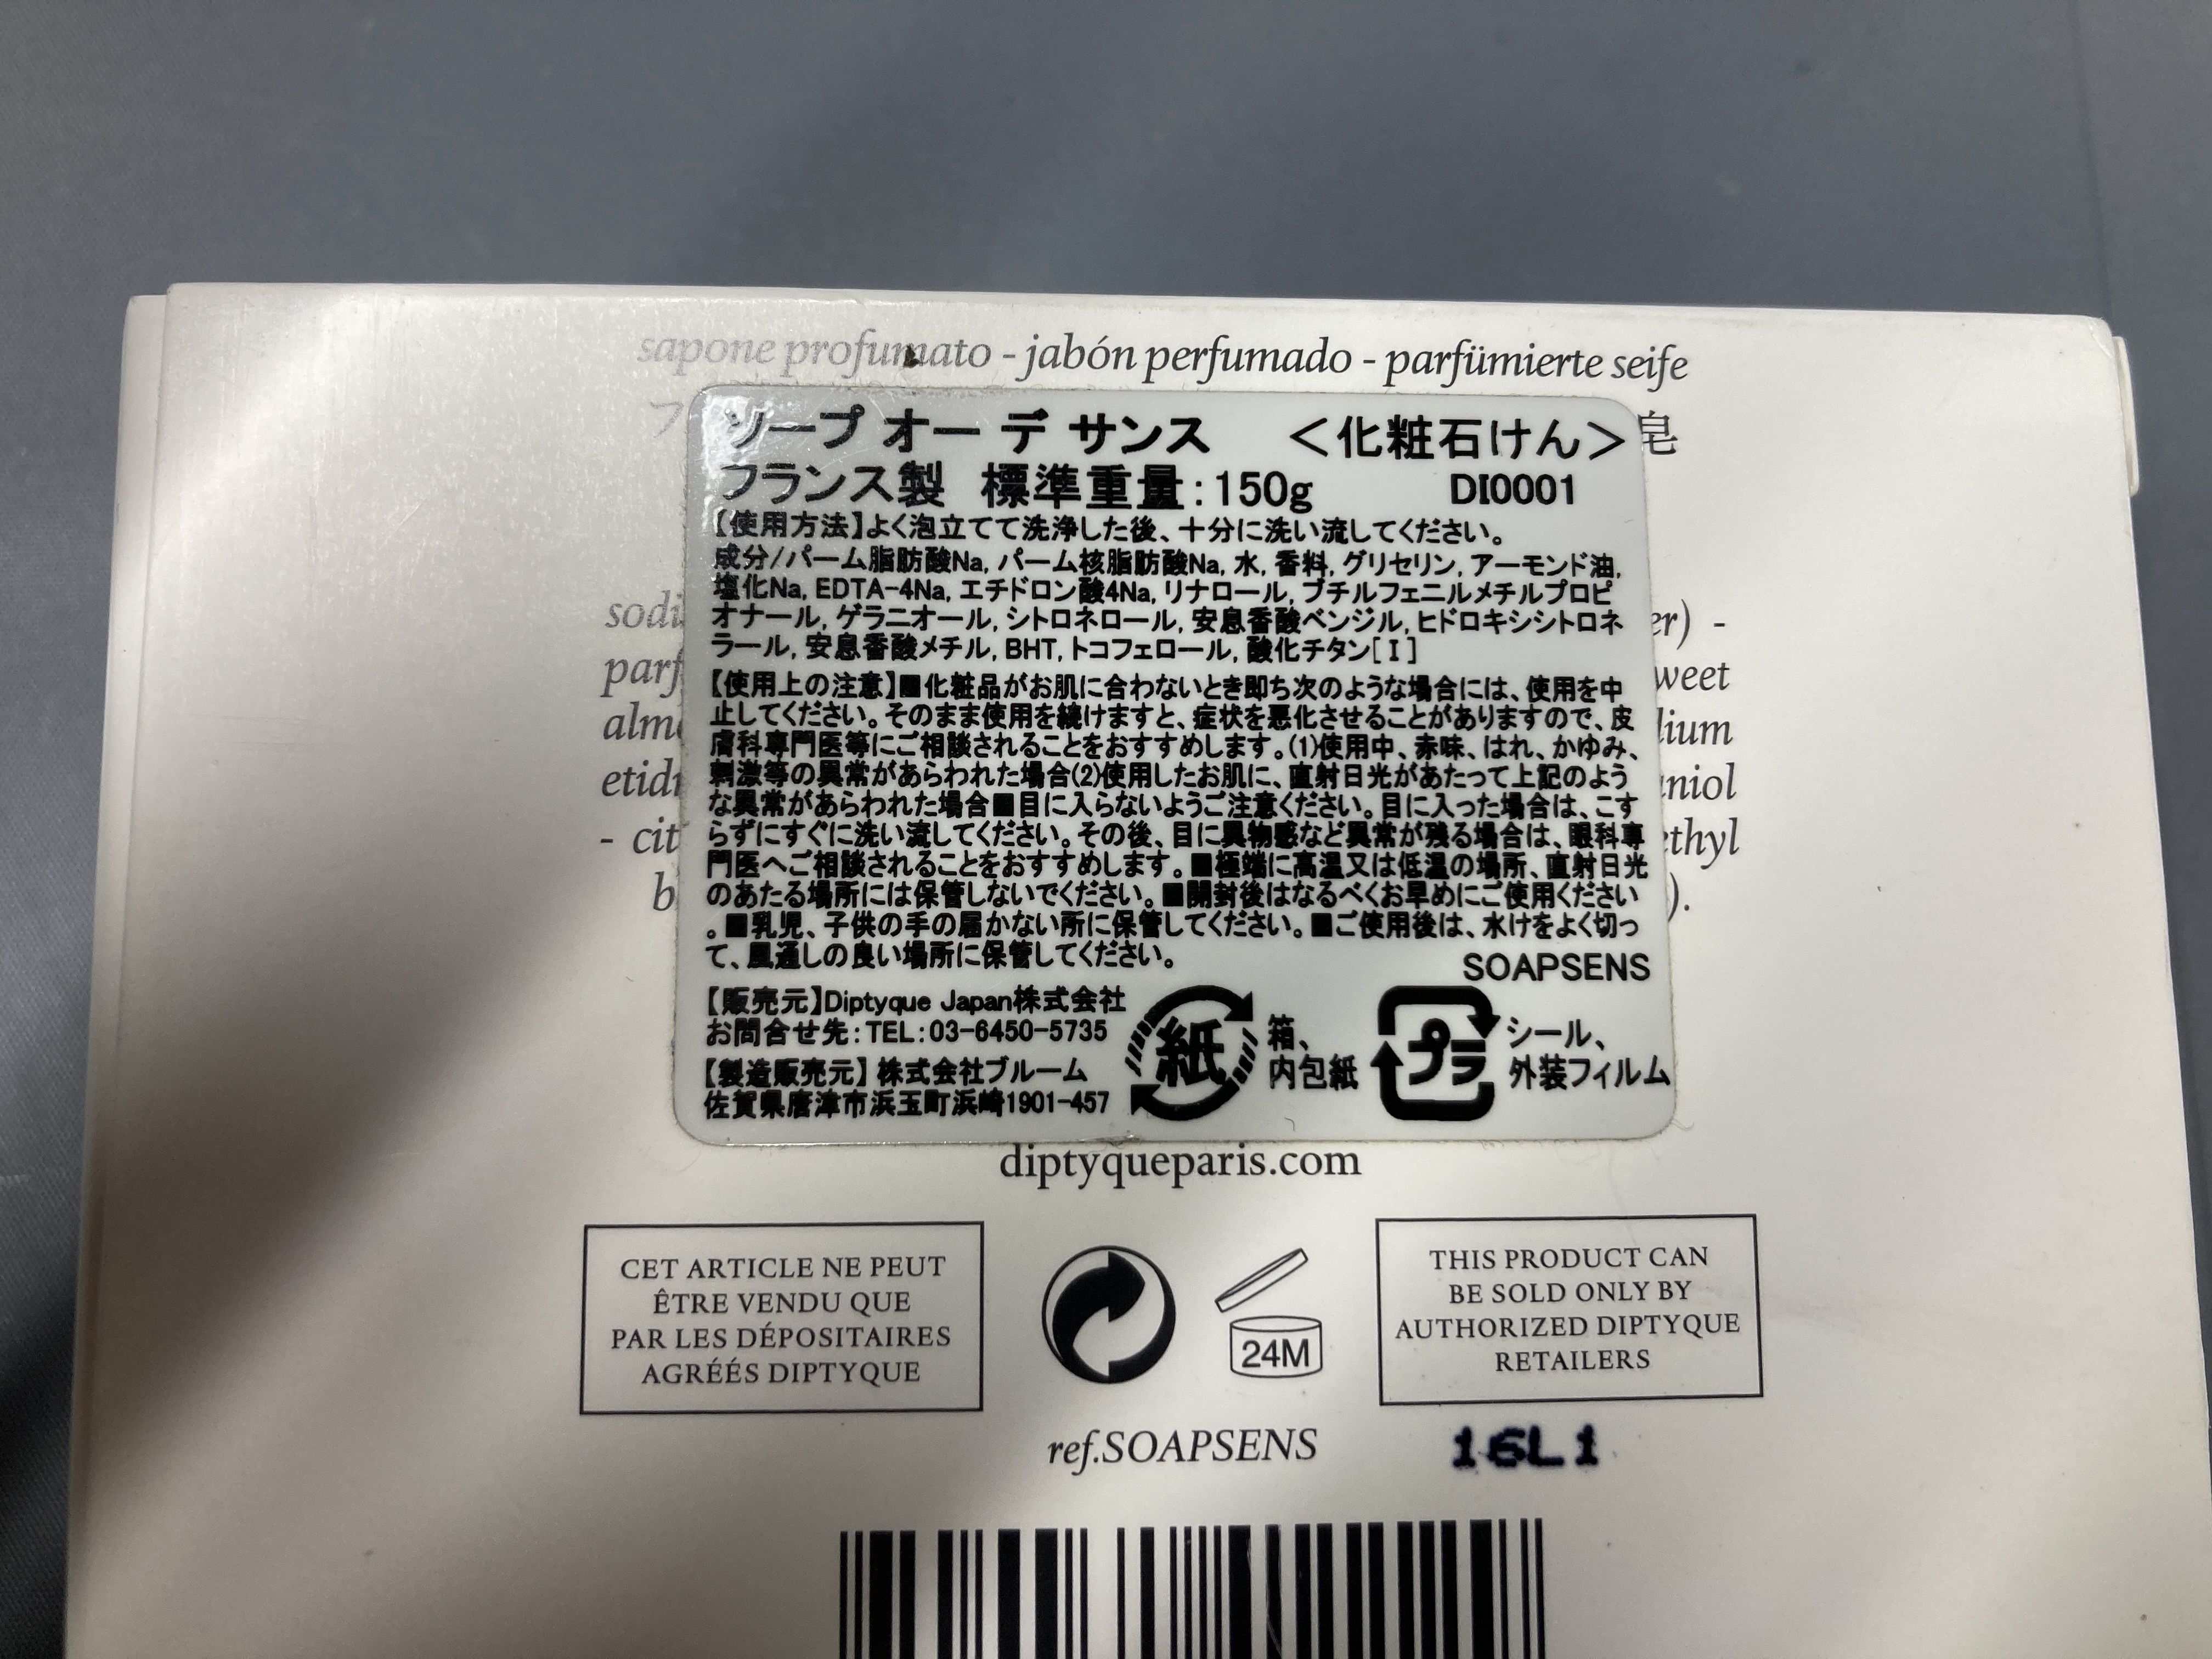 sapone profumato - jabón perfumado - parfümierte seife
皂
ソープ オー デ サンス <化粧石けん>
フランス製 標準重量:150g DI0001
【使用方法】よく泡立てて洗浄した後、十分に洗い流してください。
成分/パーム脂肪酸Na, パーム核脂肪酸Na, 水, 香料, グリセリン, アーモンド油,
塩化Na, EDTA-4Na, エチドロン酸4Na, リナロール, ブチルフェニルメチルプロピ
オナール, ゲラニオール, シトロネロール, 安息香酸ベンジル, ヒドロキシシトロネ
ラール, 安息香酸メチル, BHT, トコフェロール, 酸化チタン[I]
【使用上の注意】■化粧品がお肌に合わないとき即ち次のような場合には、使用を中
止してください。そのまま使用を続けますと、症状を悪化させることがありますので、皮
膚科専門医等にご相談されることをおすすめします。(1)使用中、赤味、はれ、かゆみ、
刺激等の異常があらわれた場合(2)使用したお肌に、直射日光があたって上記のよう
な異常があらわれた場合■目に入らないようご注意ください。目に入った場合は、こす
らずにすぐに洗い流してください。その後、目に異物感など異常が残る場合は、眼科専
門医へご相談されることをおすすめします。■極端に高温又は低温の場所、直射日光
のあたる場所には保管しないでください。■開封後はなるべくお早めにご使用ください
。■乳児、子供の手の届かない所に保管してください。■ご使用後は、水けをよく切っ
て、風通しの良い場所に保管してください。
SOAPSENS
【販売元】Diptyque Japan株式会社
お問合せ先:TEL:03-6450-5735
【製造販売元】株式会社ブルーム
佐賀県唐津市浜玉町浜崎1901-457
紙
箱、
内包紙
プラ
シール、
外装フィルム
sodi
parf
alm
etidr
- cit
b
er) -
weet
dium
niol
ethyl
).
diptyqueparis.com
CET ARTICLE NE PEUT
ÊTRE VENDU QUE
PAR LES DÉPOSITAIRES
AGRÉÉS DIPTYQUE
24M
THIS PRODUCT CAN
BE SOLD ONLY BY
AUTHORIZED DIPTYQUE
RETAILERS
ref.SOAPSENS
16L1